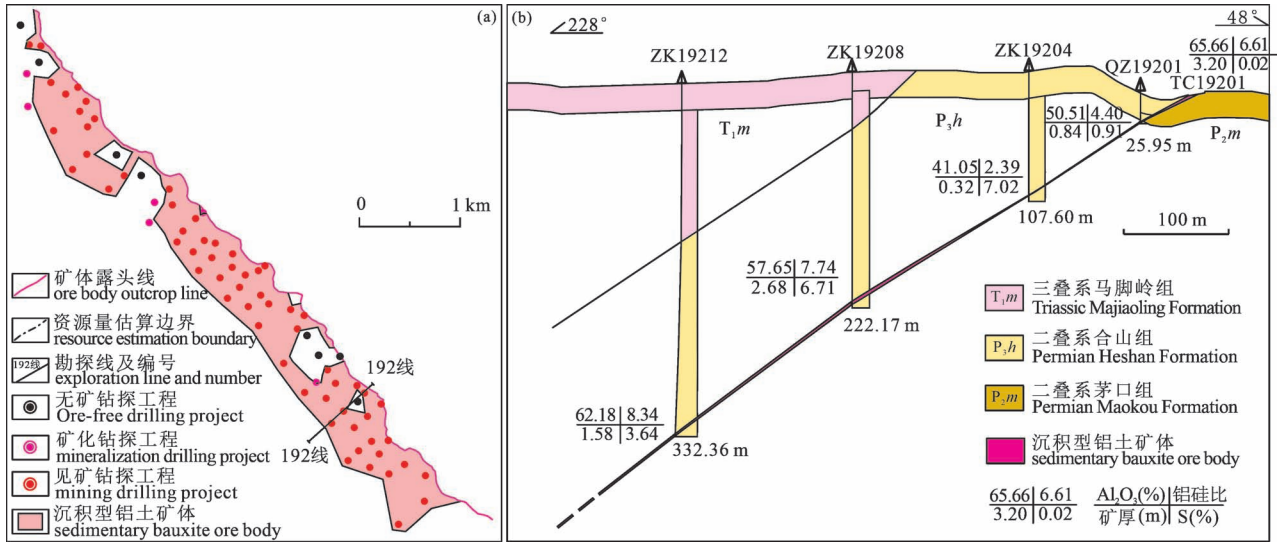 (a)
0 1 km
矿体露头线
ore body outcrop line
资源量估算边界
resource estimation boundary
192线 勘探线及编号
exploration line and number
无矿钻探工程
Ore-free drilling project
矿化钻探工程
mineralization drilling project
见矿钻探工程
mining drilling project
沉积型铝土矿体
sedimentary bauxite ore body
192线
192线
(b)
228°
48°
ZK19212
ZK19208
ZK19204
QZ19201
TC19201
65.66 6.61
3.20 0.02
T₁m
P₃h
P₂m
50.51 4.40
0.84 0.91
25.95 m
41.05 2.39
0.32 7.02
107.60 m
57.65 7.74
2.68 6.71
222.17 m
62.18 8.34
1.58 3.64
332.36 m
100 m
T₁m 三叠系马脚岭组
Triassic Majiaoling Formation
P₃h 二叠系合山组
Permian Heshan Formation
P₂m 二叠系茅口组
Permian Maokou Formation
沉积型铝土矿体
sedimentary bauxite ore body
65.66 6.61 Al₂O₃(%) 铝硅比
3.20 0.02 矿厚(m) S(%)